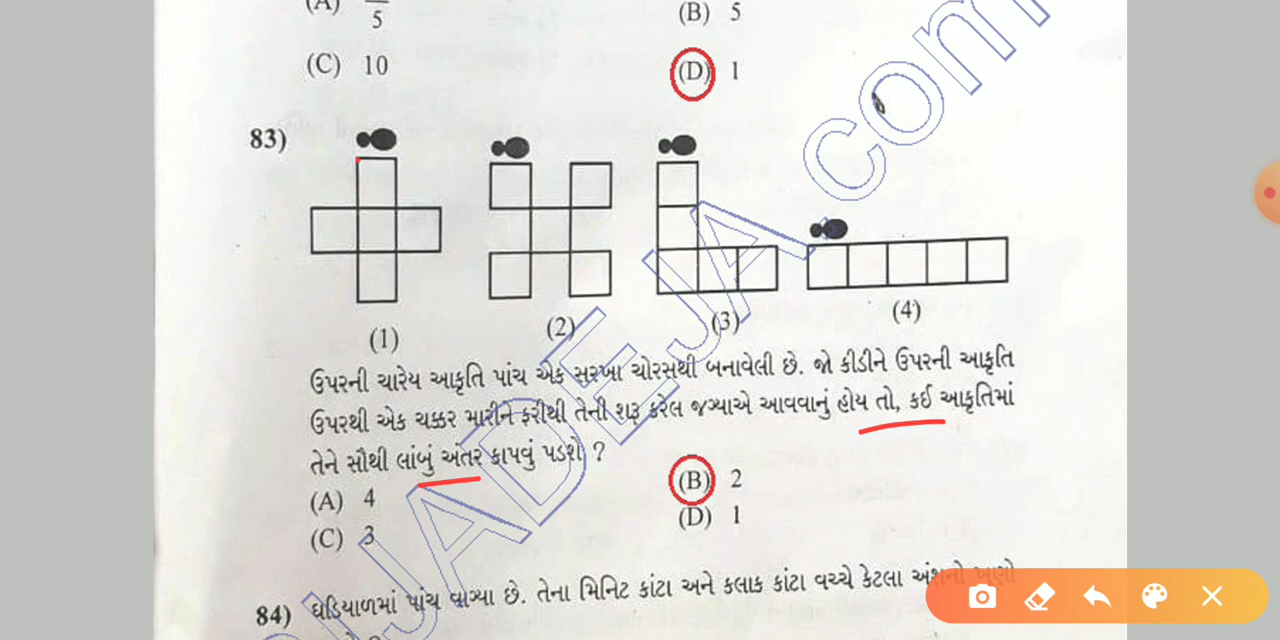 (A) 5
(B) 5
(C) 10
(D) 1
83)
(1)
(2)
(3)
(4)
ઉપરની ચારેય આકૃતિ પાંચ એક સરખા ચોરસથી બનાવેલી છે. જો કીડીને ઉપરની આકૃતિ
ઉપરથી એક ચક્કર મારીને ફરીથી તેની શરૂ કરેલ જગ્યાએ આવવાનું હોય તો, કઈ આકૃતિમાં
તેને સૌથી લાંબું અંતર કાપવું પડશે ?
(A) 4
(B) 2
(C) 3
(D) 1
84) ઘડિયાળમાં પાંચ વાગ્યા છે. તેના મિનિટ કાંટા અને કલાક કાંટા વચ્ચે કેટલા અંશનો ખૂણો
JADEJA.com